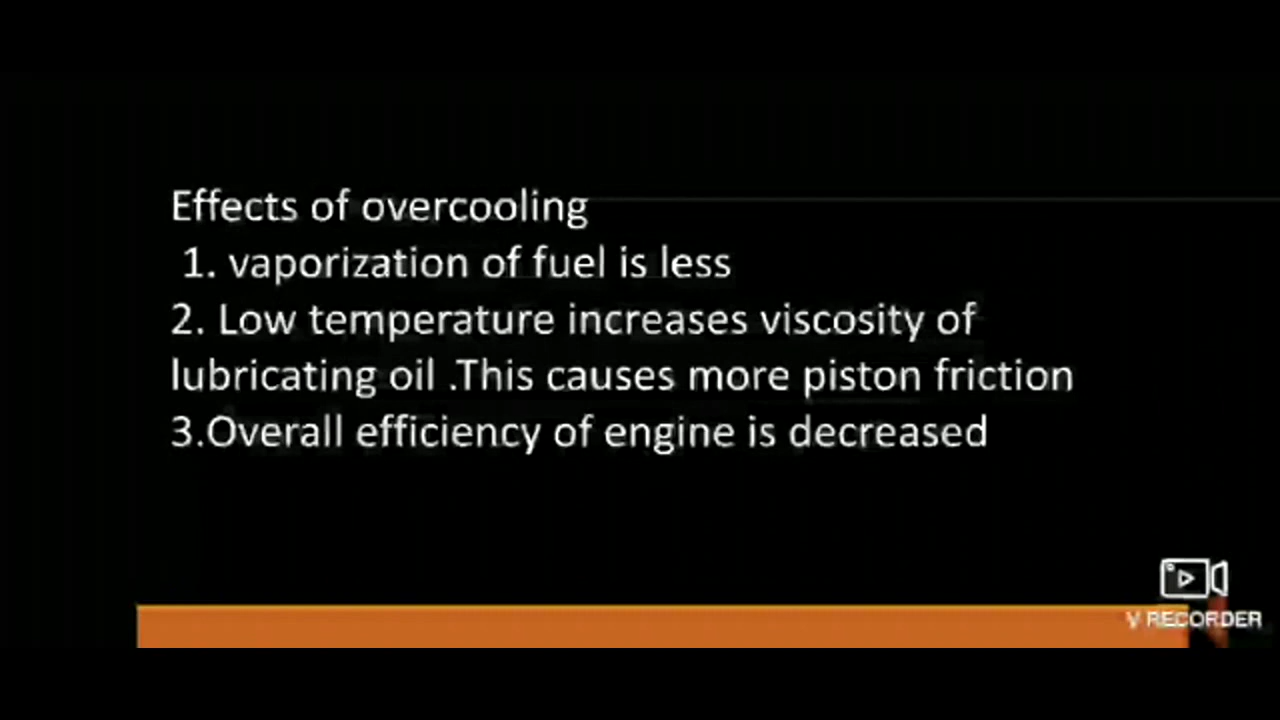 Effects of overcooling
1. vaporization of fuel is less
2. Low temperature increases viscosity of
lubricating oil .This causes more piston friction
3.Overall efficiency of engine is decreased
V RECORDER